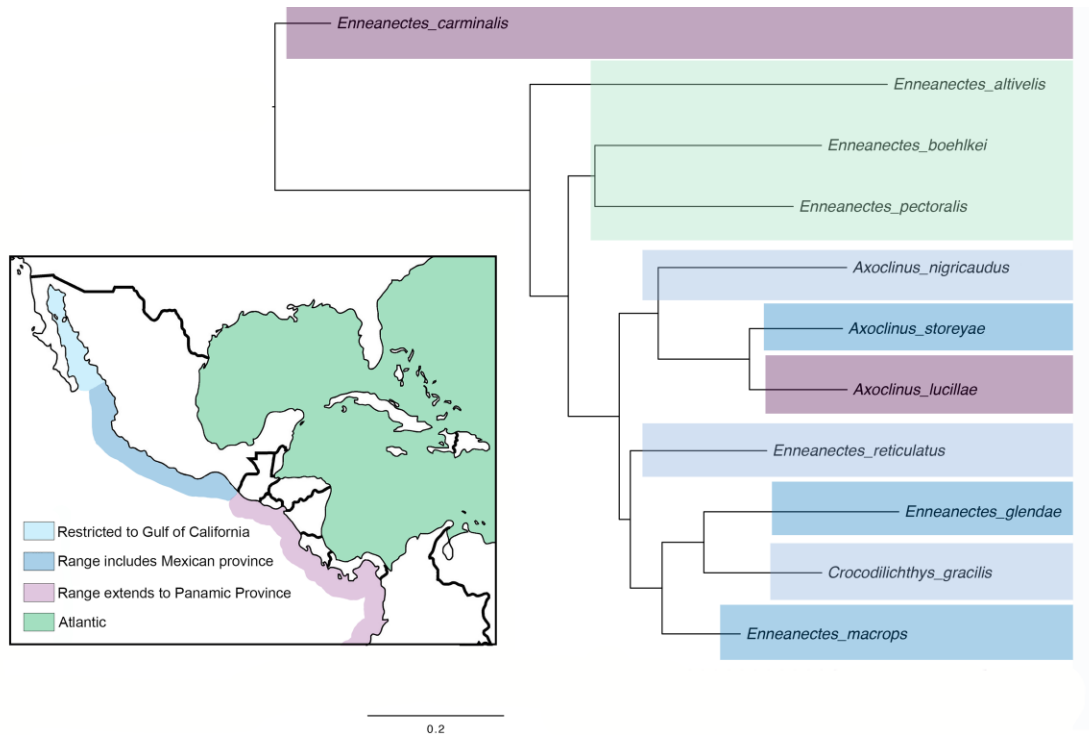 Enneanectes_carminalis
Enneanectes_altivelis
Enneanectes_boehlkei
Enneanectes_pectoralis
Axoclinus_nigricaudus
Axoclinus_storeyae
Axoclinus_lucillae
Enneanectes_reticulatus
Enneanectes_glendae
Crocodilichthys_gracilis
Enneanectes_macrops
Restricted to Gulf of California
Range includes Mexican province
Range extends to Panamic Province
Atlantic
0.2